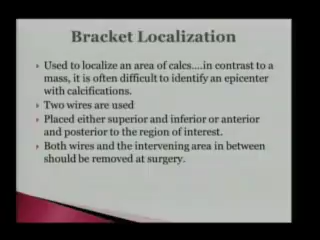 Bracket Localization
Used to localize an area of calcs....in contrast to a
mass, it is often difficult to identify an epicenter
with calcifications.
Two wires are used
Placed either superior and inferior or anterior
and posterior to the region of interest.
Both wires and the intervening area in between
should be removed at surgery.